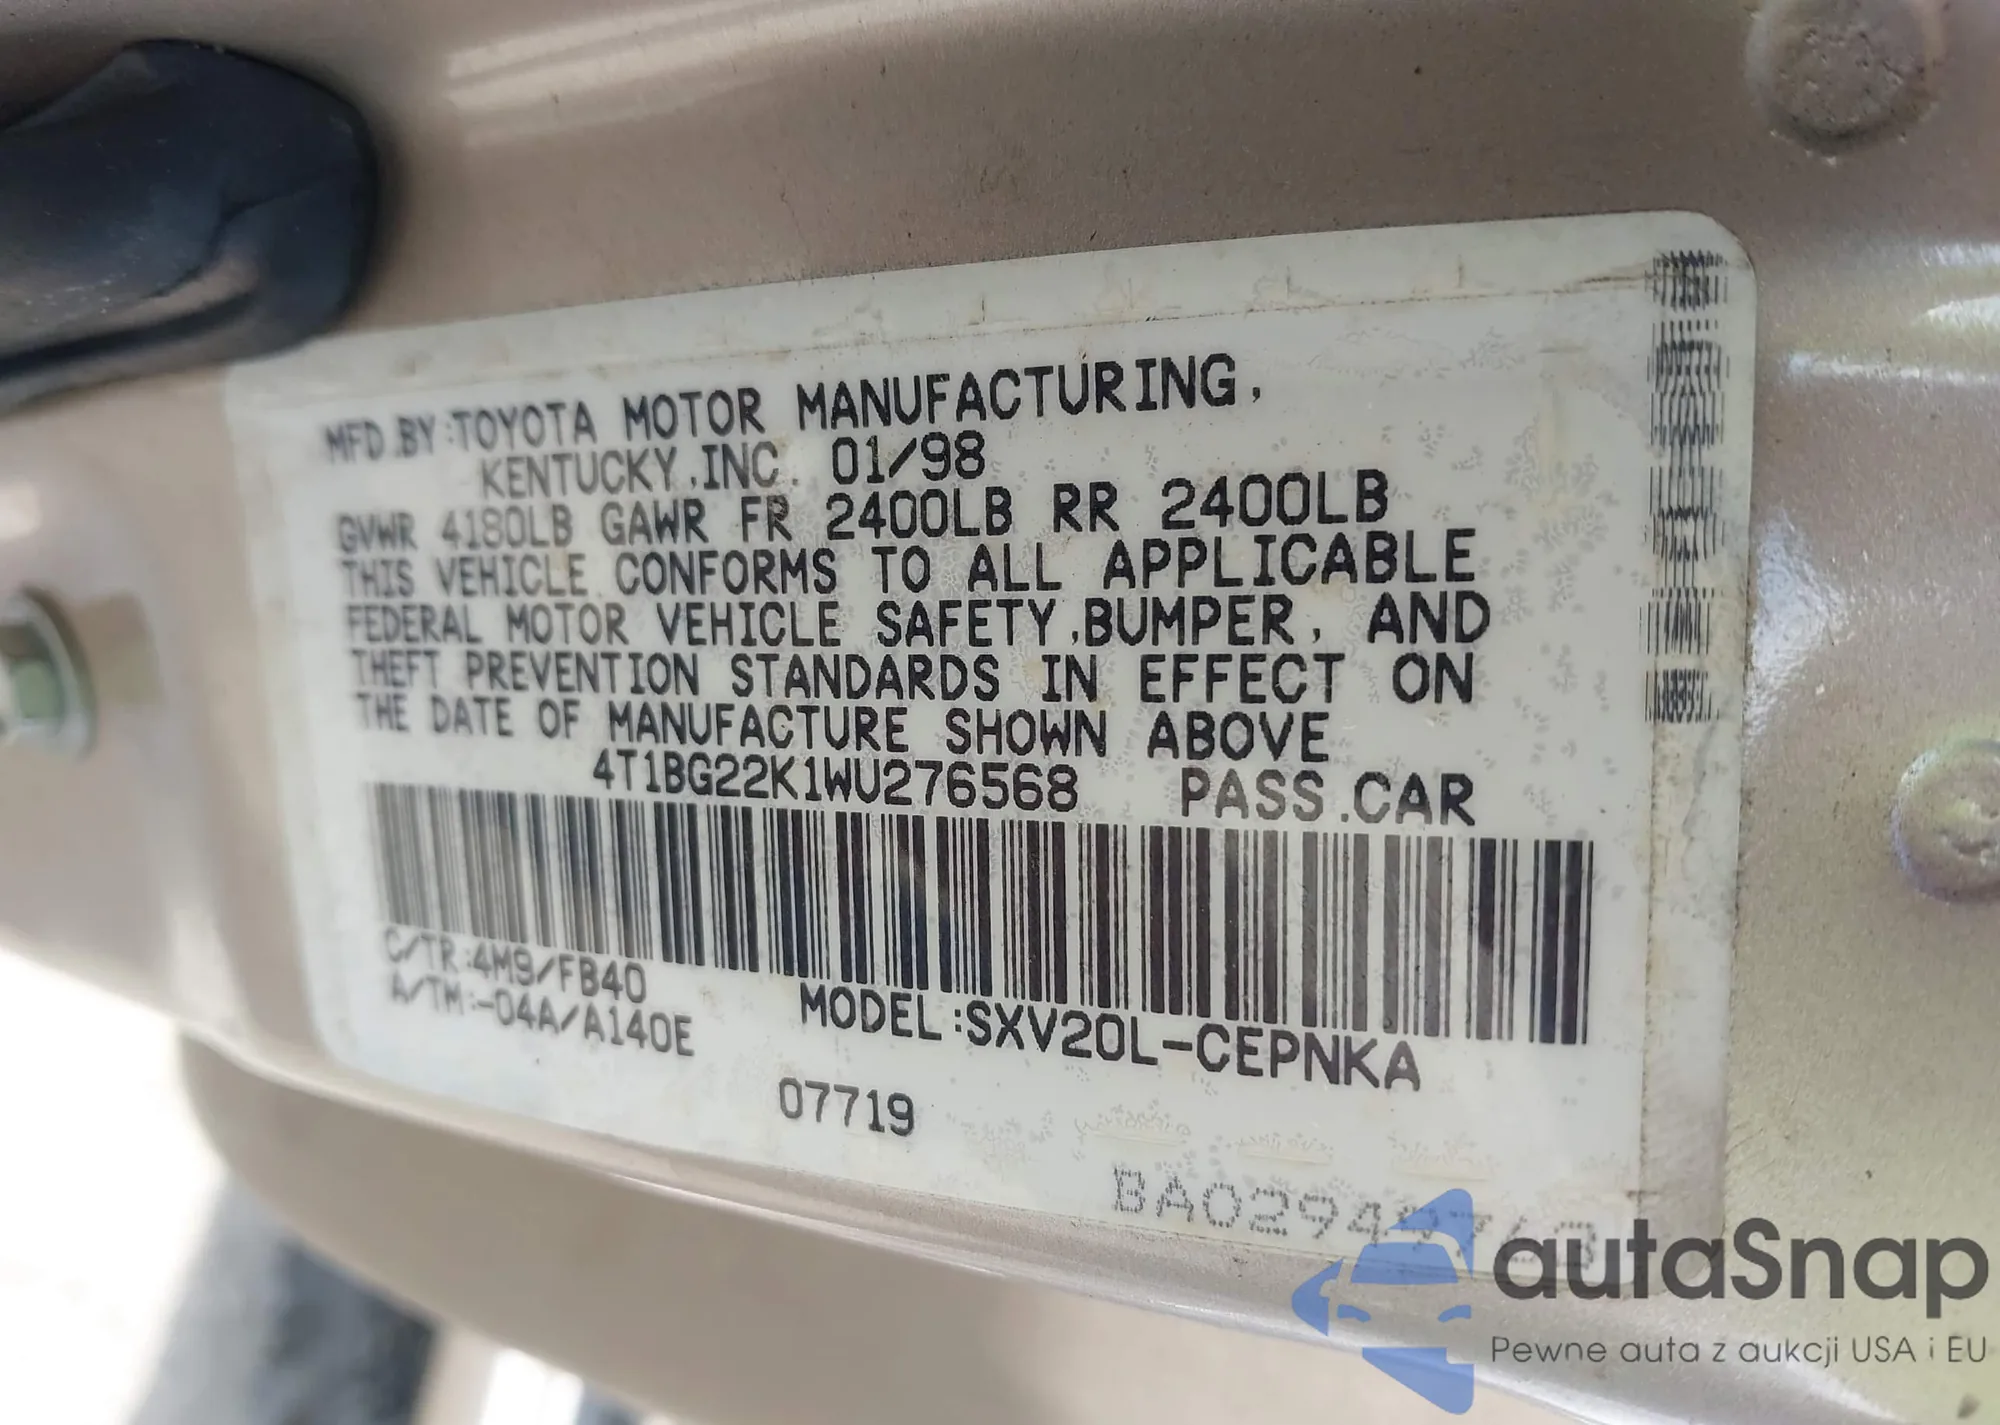 MFD.BY:TOYOTA MOTOR MANUFACTURING,
KENTUCKY,INC. 01/98
GVWR 4180LB GAWR FR 2400LB RR 2400LB
THIS VEHICLE CONFORMS TO ALL APPLICABLE
FEDERAL MOTOR VEHICLE SAFETY,BUMPER, AND
THEFT PREVENTION STANDARDS IN EFFECT ON
THE DATE OF MANUFACTURE SHOWN ABOVE
4T1BG22K1WU276568 PASS.CAR
C/TR:4M9/FB40
A/TM:-04A/A140E
MODEL:SXV20L-CEPNKA
07719
autaSnap
Pewne auta z aukcji USA i EU